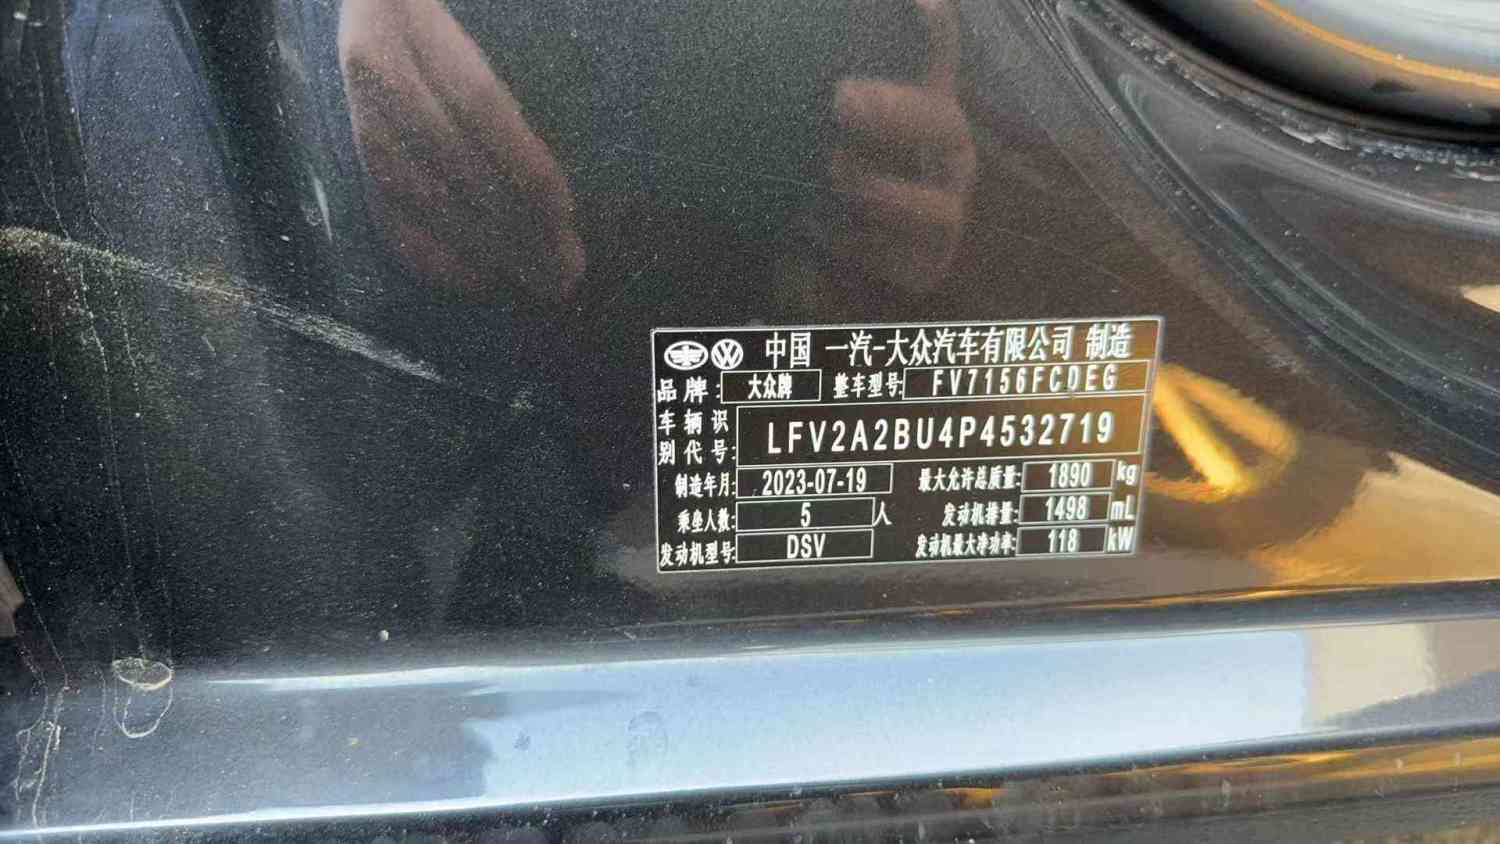 中国 一汽-大众汽车有限公司 制造
品牌: 大众牌 整车型号: FV7156FCDEG
车辆识别代号: LFV2A2BU4P4532719
制造年月: 2023-07-19 最大允许总质量: 1890 kg
乘坐人数: 5 人 发动机排量: 1498 mL
发动机型号: DSV 发动机最大净功率: 118 kW